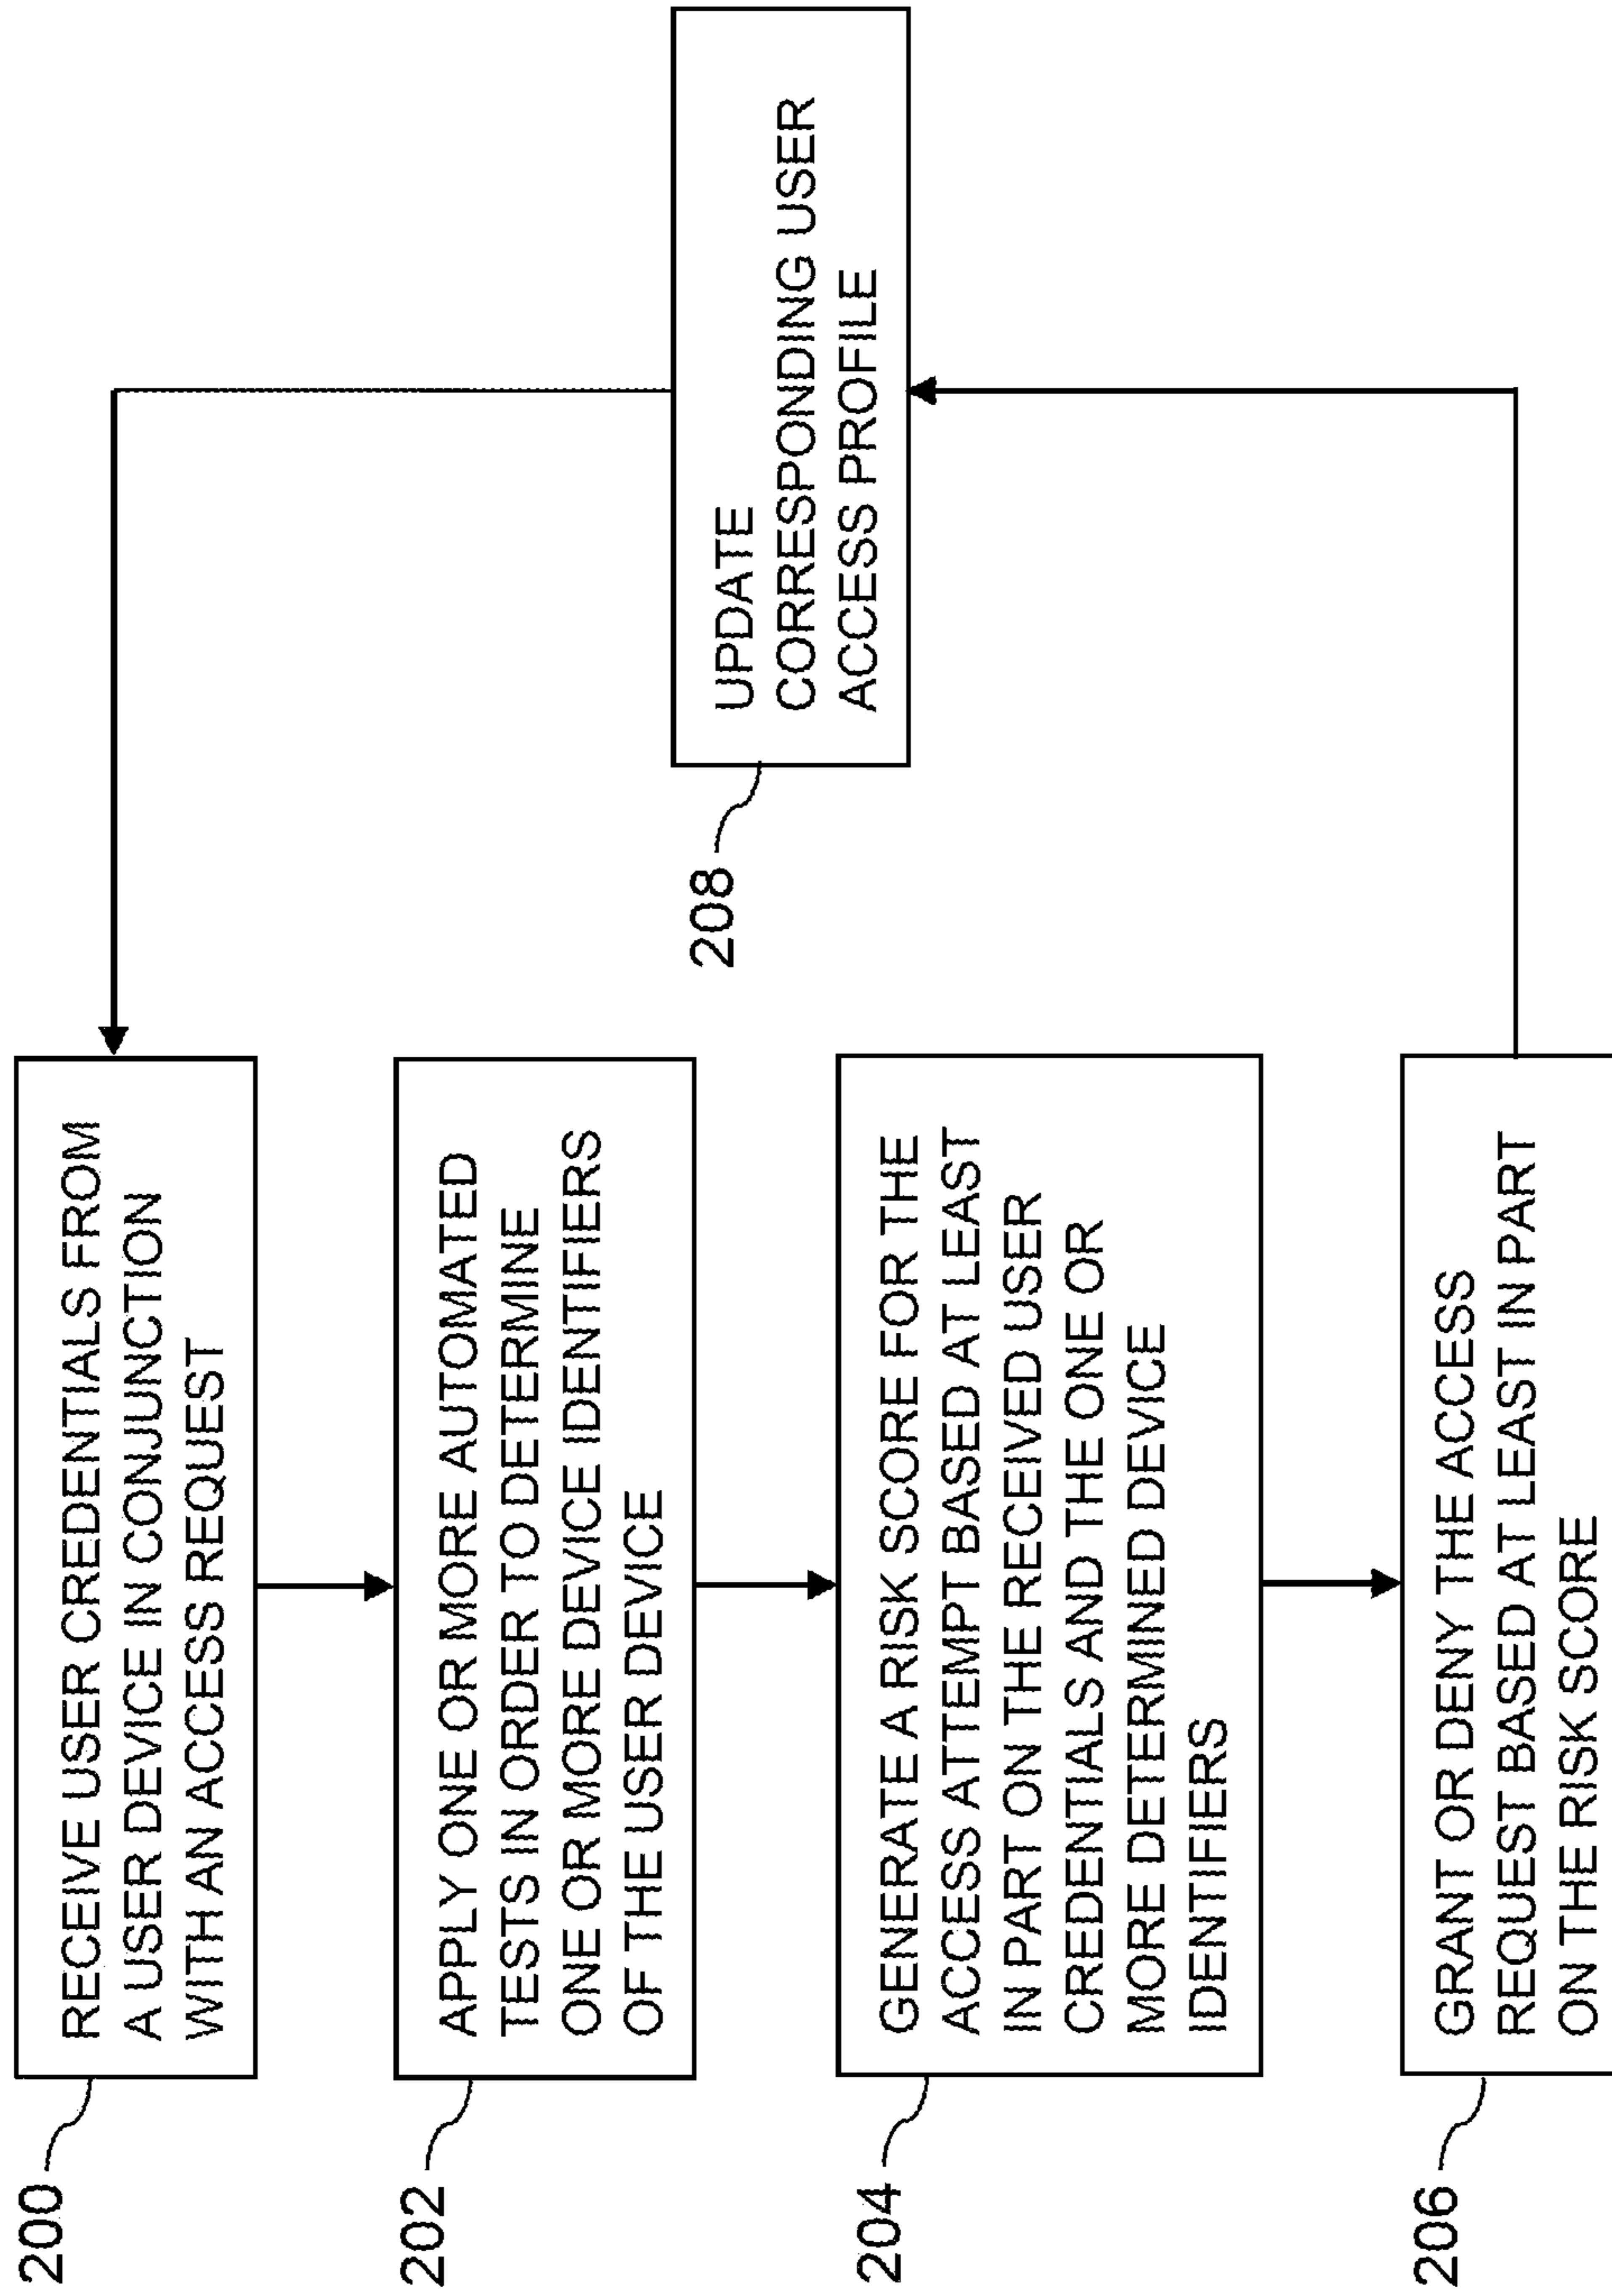 200
RECEIVE USER CREDENTIALS FROM
A USER DEVICE IN CONJUNCTION
WITH AN ACCESS REQUEST
202
APPLY ONE OR MORE AUTOMATED
TESTS IN ORDER TO DETERMINE
ONE OR MORE DEVICE IDENTIFIERS
OF THE USER DEVICE
204
GENERATE A RISK SCORE FOR THE
ACCESS ATTEMPT BASED AT LEAST
IN PART ON THE RECEIVED USER
CREDENTIALS AND THE ONE OR
MORE DETERMINED DEVICE
IDENTIFIERS
206
GRANT OR DENY THE ACCESS
REQUEST BASED AT LEAST IN PART
ON THE RISK SCORE
208
UPDATE
CORRESPONDING USER
ACCESS PROFILE